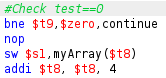 #Check test==0
bne $t9,$zero,continue
nop
sw $s1,myArray($t8)
addi $t8, $t8, 4